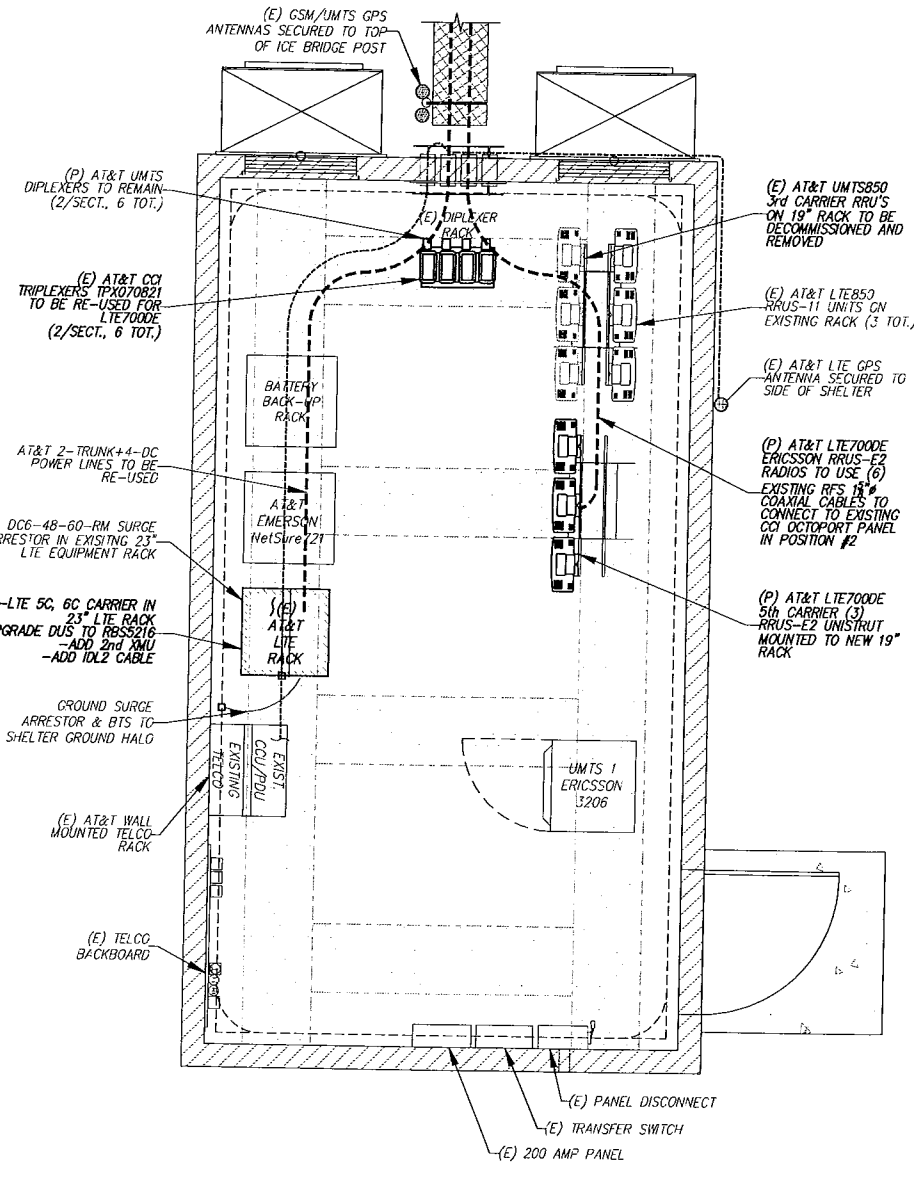 (E) GSM/UMTS GPS
ANTENNAS SECURED TO TOP
OF ICE BRIDGE POST
(P) AT&T UMTS
DIPLEXERS TO REMAIN
(2/SECT., 6 TOT.)
(E) AT&T CCI
TRIPLEXERS TPX070821
TO BE RE-USED FOR
LTE700DE
(2/SECT., 6 TOT.)
AT&T 2-TRUNK+4-DC
POWER LINES TO BE
RE-USED
DC6-48-60-RM SURGE
RRESTOR IN EXISITNG 23"
LTE EQUIPMENT RACK
-LTE 5C, 6C CARRIER IN
23" LTE RACK
PGRADE DUS TO RBS5216
-ADD 2nd XMU
-ADD IDL2 CABLE
GROUND SURGE
ARRESTOR & BTS TO
SHELTER GROUND HALO
(E) AT&T WALL
MOUNTED TELCO
RACK
(E) TELCO
BACKBOARD
(E) DIPLEXER
RACK
BATTERY
BACK-UP
RACK
AT&T
EMERSON
NetSure 721
(E)
AT&T
LTE
RACK
EXIST.
CCU/PDU
EXISTING
TELCO
UMTS 1
ERICSSON
3206
(E) AT&T UMTS850
3rd CARRIER RRU'S
ON 19" RACK TO BE
DECOMMISSIONED AND
REMOVED
(E) AT&T LTE850
RRUS-11 UNITS ON
EXISTING RACK (3 TOT.)
(E) AT&T LTE GPS
ANTENNA SECURED TO
SIDE OF SHELTER
(P) AT&T LTE700DE
ERICSSON RRUS-E2
RADIOS TO USE (6)
EXISTING RFS 1⅝"ø
COAXIAL CABLES TO
CONNECT TO EXISTING
CCI OCTOPORT PANEL
IN POSITION #2
(P) AT&T LTE700DE
5th CARRIER (3)
RRUS-E2 UNISTRUT
MOUNTED TO NEW 19"
RACK
(E) PANEL DISCONNECT
(E) TRANSFER SWITCH
(E) 200 AMP PANEL